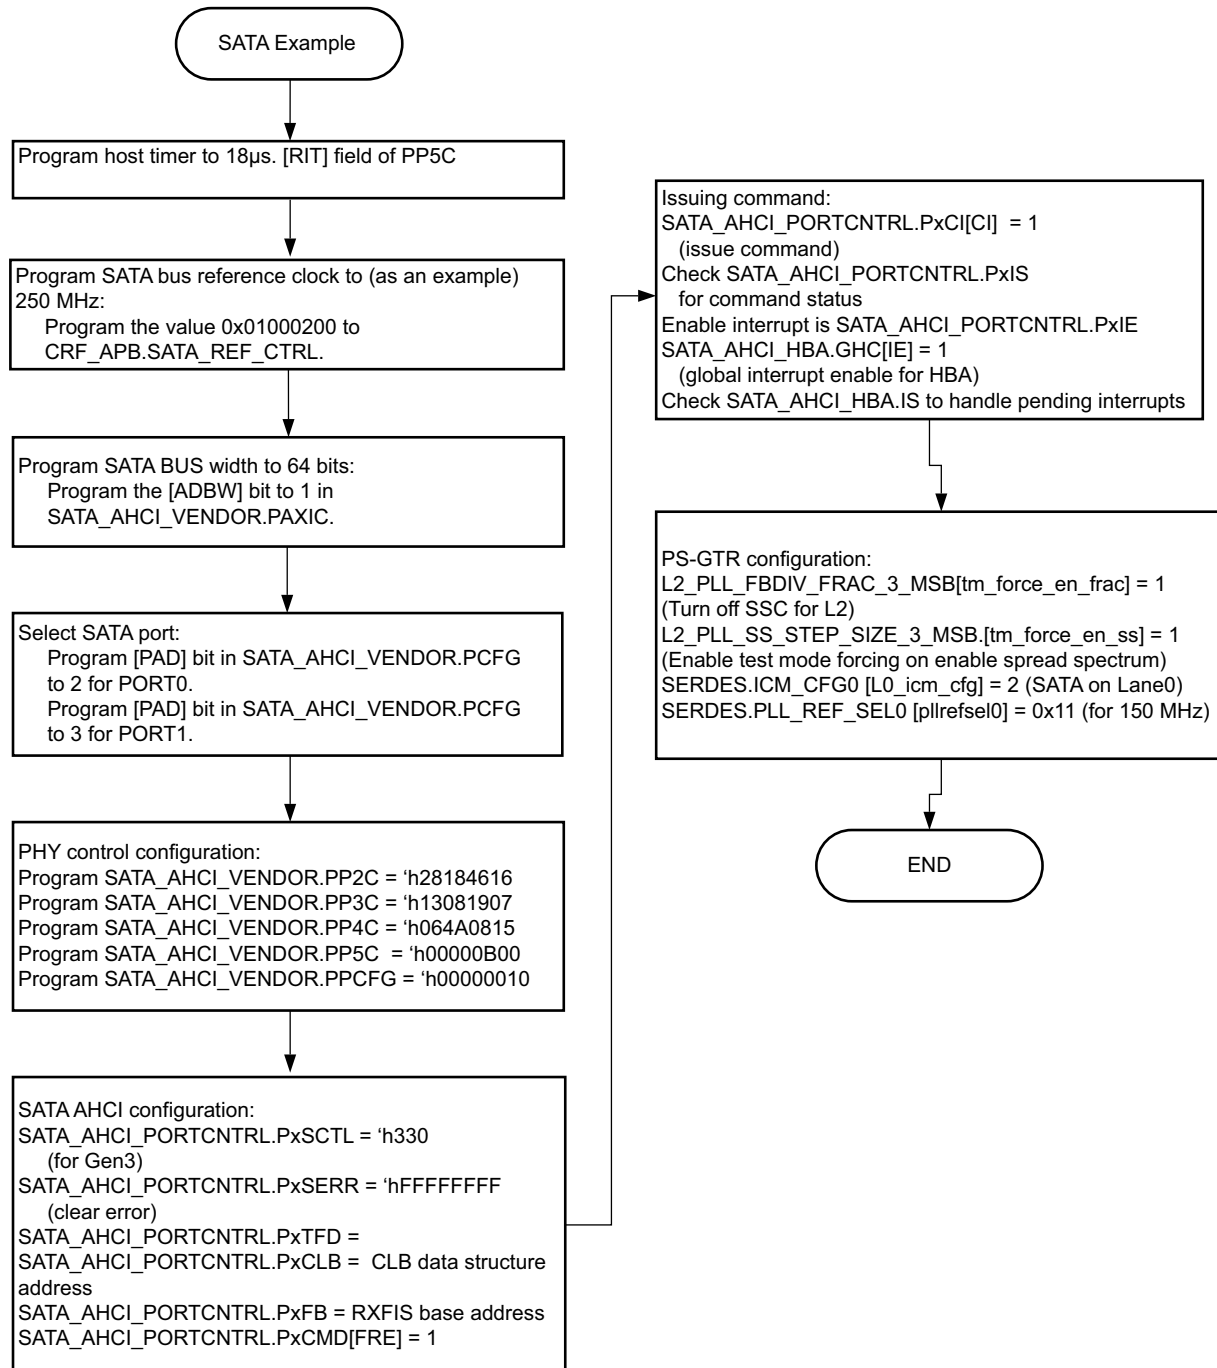 SATA Example
Program host timer to 18µs. [RIT] field of PP5C
Program SATA bus reference clock to (as an example)
250 MHz:
Program the value 0x01000200 to
CRF_APB.SATA_REF_CTRL.
Program SATA BUS width to 64 bits:
Program the [ADBW] bit to 1 in
SATA_AHCI_VENDOR.PAXIC.
Select SATA port:
Program [PAD] bit in SATA_AHCI_VENDOR.PCFG
to 2 for PORT0.
Program [PAD] bit in SATA_AHCI_VENDOR.PCFG
to 3 for PORT1.
PHY control configuration:
Program SATA_AHCI_VENDOR.PP2C = ‘h28184616
Program SATA_AHCI_VENDOR.PP3C = ‘h13081907
Program SATA_AHCI_VENDOR.PP4C = ‘h064A0815
Program SATA_AHCI_VENDOR.PP5C = ‘h00000B00
Program SATA_AHCI_VENDOR.PPCFG = ‘h00000010
SATA AHCI configuration:
SATA_AHCI_PORTCNTRL.PxSCTL = ‘h330
(for Gen3)
SATA_AHCI_PORTCNTRL.PxSERR = ‘hFFFFFFFF
(clear error)
SATA_AHCI_PORTCNTRL.PxTFD =
SATA_AHCI_PORTCNTRL.PxCLB = CLB data structure
address
SATA_AHCI_PORTCNTRL.PxFB = RXFIS base address
SATA_AHCI_PORTCNTRL.PxCMD[FRE] = 1
Issuing command:
SATA_AHCI_PORTCNTRL.PxCI[CI] = 1
(issue command)
Check SATA_AHCI_PORTCNTRL.PxIS
for command status
Enable interrupt is SATA_AHCI_PORTCNTRL.PxIE
SATA_AHCI_HBA.GHC[IE] = 1
(global interrupt enable for HBA)
Check SATA_AHCI_HBA.IS to handle pending interrupts
PS-GTR configuration:
L2_PLL_FBDIV_FRAC_3_MSB[tm_force_en_frac] = 1
(Turn off SSC for L2)
L2_PLL_SS_STEP_SIZE_3_MSB.[tm_force_en_ss] = 1
(Enable test mode forcing on enable spread spectrum)
SERDES.ICM_CFG0 [L0_icm_cfg] = 2 (SATA on Lane0)
SERDES.PLL_REF_SEL0 [pllrefsel0] = 0x11 (for 150 MHz)
END